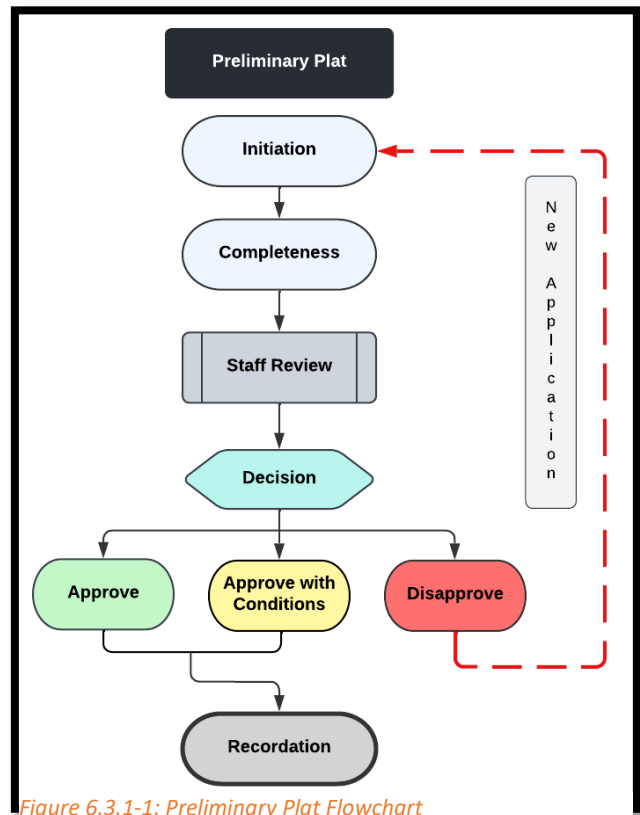 Preliminary Plat
Initiation
Completeness
Staff Review
Decision
Approve
Approve with
Conditions
Disapprove
New Application
Recordation
Figure 6.3.1-1: Preliminary Plat Flowchart